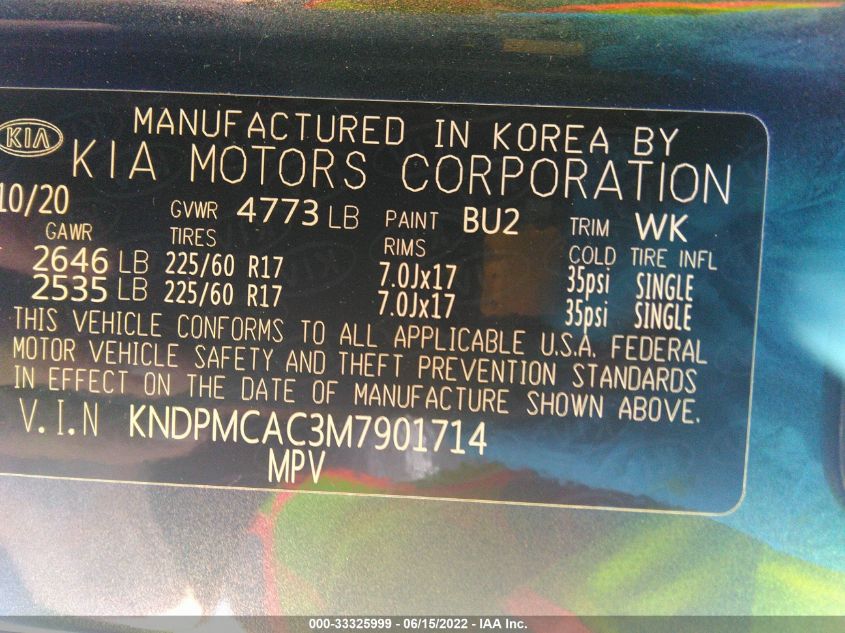 MANUFACTURED IN KOREA BY
KIA KIA MOTORS CORPORATION
10/20 GVWR 4773 LB PAINT BU2 TRIM WK
GAWR TIRES RIMS COLD TIRE INFL
2646 LB 225/60 R17 7.0Jx17 35psi SINGLE
2535 LB 225/60 R17 7.0Jx17 35psi SINGLE
THIS VEHICLE CONFORMS TO ALL APPLICABLE U.S.A. FEDERAL
MOTOR VEHICLE SAFETY AND THEFT PREVENTION STANDARDS
IN EFFECT ON THE DATE OF MANUFACTURE SHOWN ABOVE.
V.I.N KNDPMCAC3M7901714
MPV
000-33325999 - 06/15/2022 - IAA Inc.